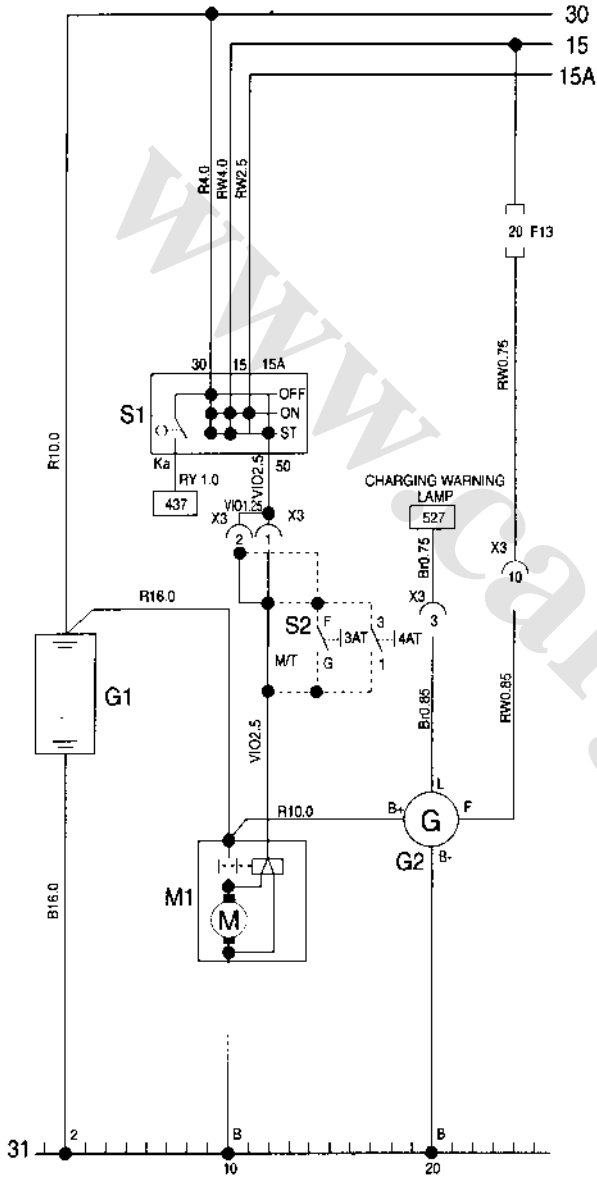 30
15
15A
R4.0
RW4.0
RW2.5
20 F13
RW0.75
R10.0
30 15 15A
S1
OFF
ON
ST
Ka
50
RY 1.0
VIO2.5
437
VIO1.25
X3
X3
2
1
CHARGING WARNING
LAMP
527
Br0.75
X3
3
X3
10
R16.0
S2
F
G
3AT
3
1
4AT
M/T
G1
VIO2.5
Br0.85
RW0.85
L
B+
G
F
G2
B-
R10.0
M1
M
B16.0
31
2
B
10
B
20
www.ca